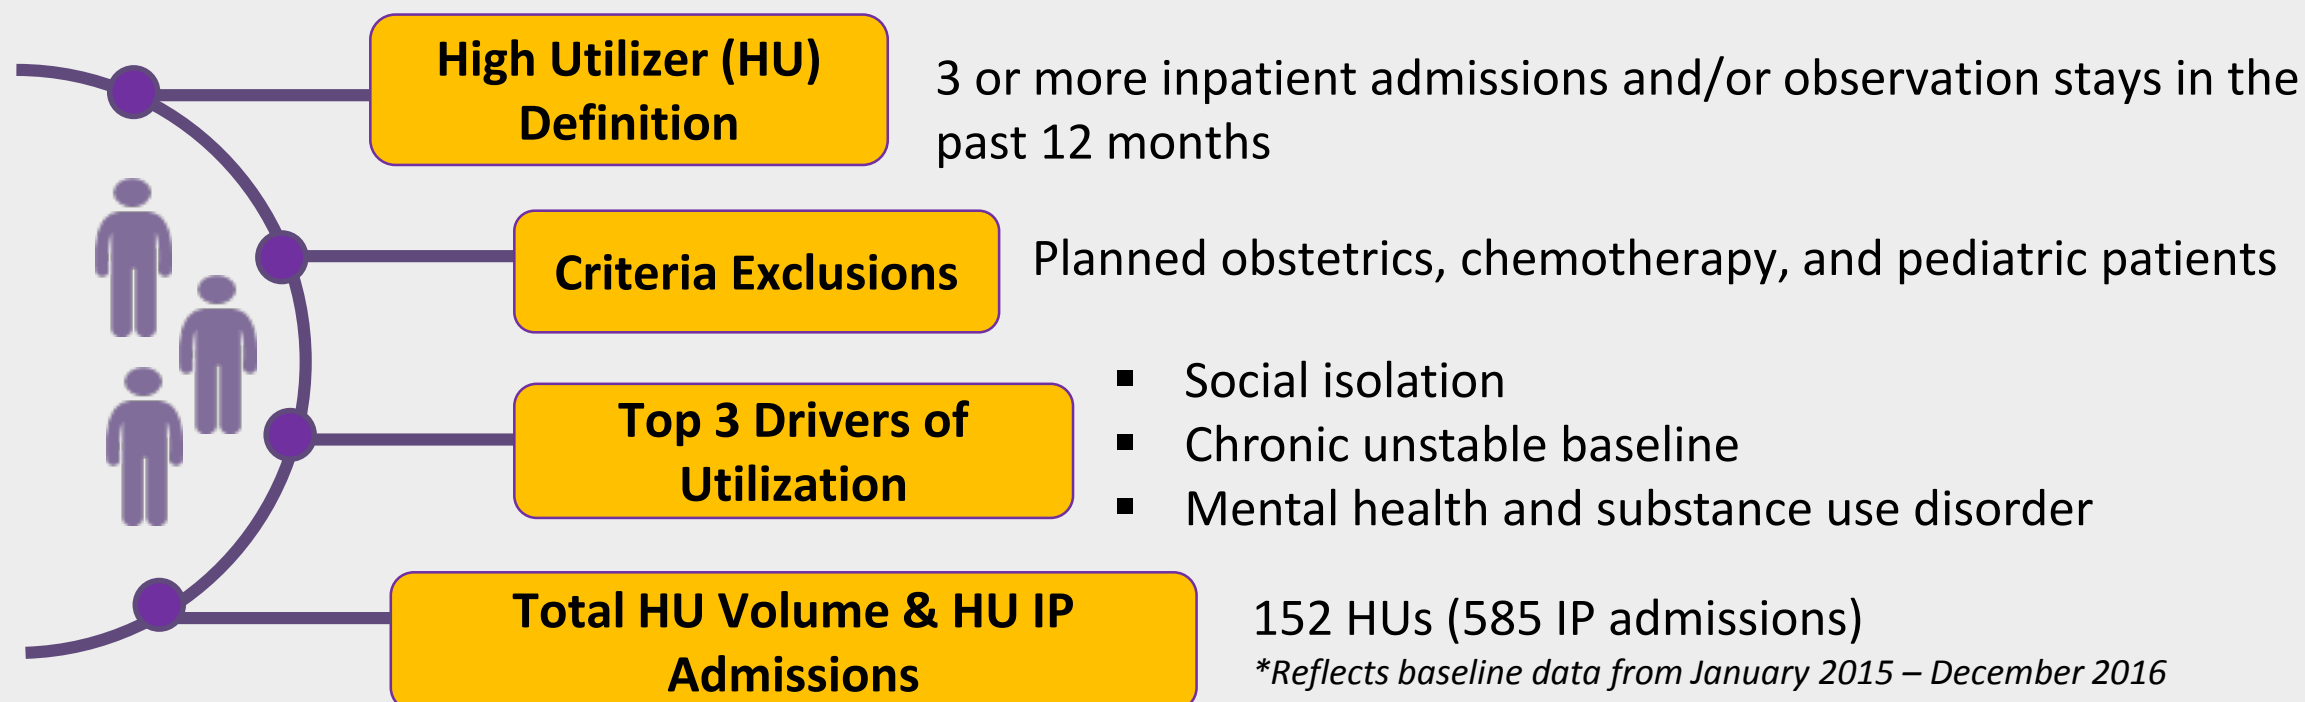 High Utilizer (HU)
Definition
3 or more inpatient admissions and/or observation stays in the
past 12 months
Criteria Exclusions
Planned obstetrics, chemotherapy, and pediatric patients
Top 3 Drivers of
Utilization
▪ Social isolation
▪ Chronic unstable baseline
▪ Mental health and substance use disorder
Total HU Volume & HU IP
Admissions
152 HUs (585 IP admissions)
*Reflects baseline data from January 2015 – December 2016